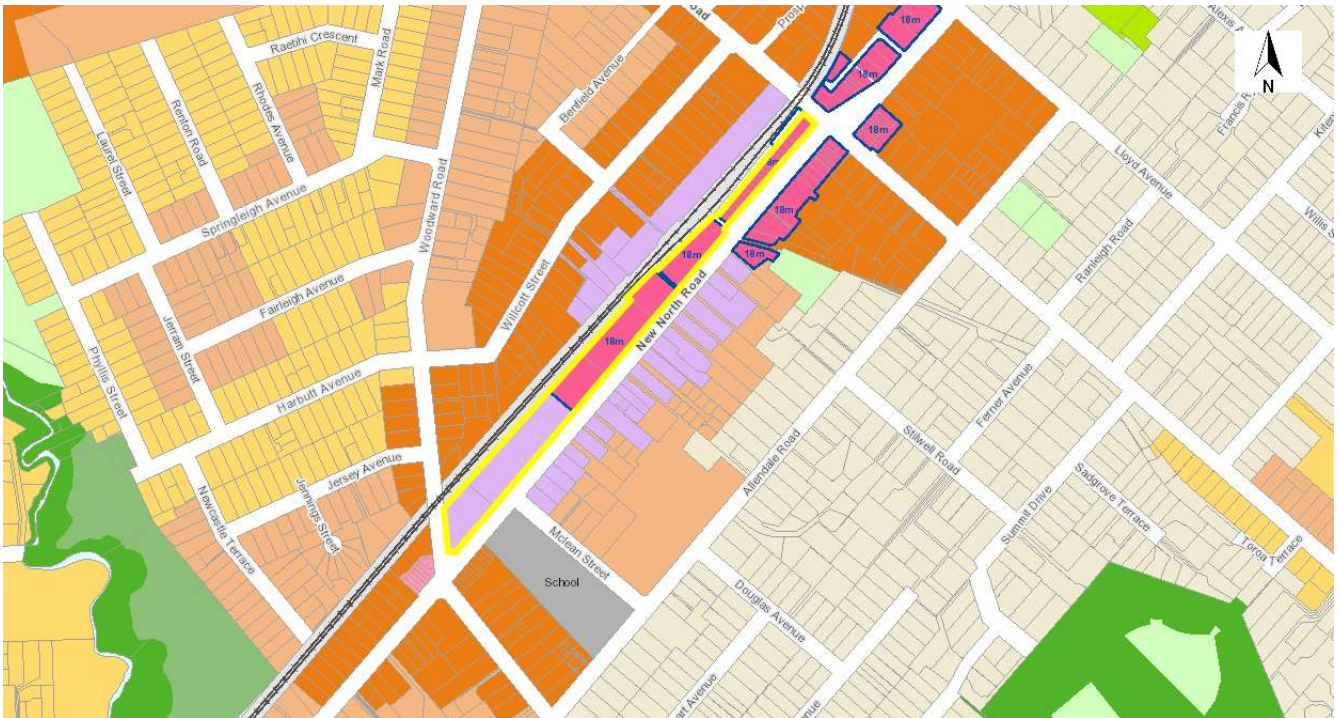 Raetihi Crescent
Mark Road
Road
18m
18m
N
Rhodes Avenue
Renton Road
Laurel Street
Benfield Avenue
18m
Lloyd Avenue
Springleigh Avenue
Woodward Road
18m
Ranleigh Road
18m
18m
Fairleigh Avenue
Willcott Street
New North Road
18m
Jerram Street
Phyllis Street
Harbutt Avenue
Ferner Avenue
Stilwell Road
Allendale Road
Jersey Avenue
Jennings Street
Newcastle Terrace
Sadgrove Terrace
Summit Drive
Toroa Terrace
Mclean Street
School
Douglas Avenue